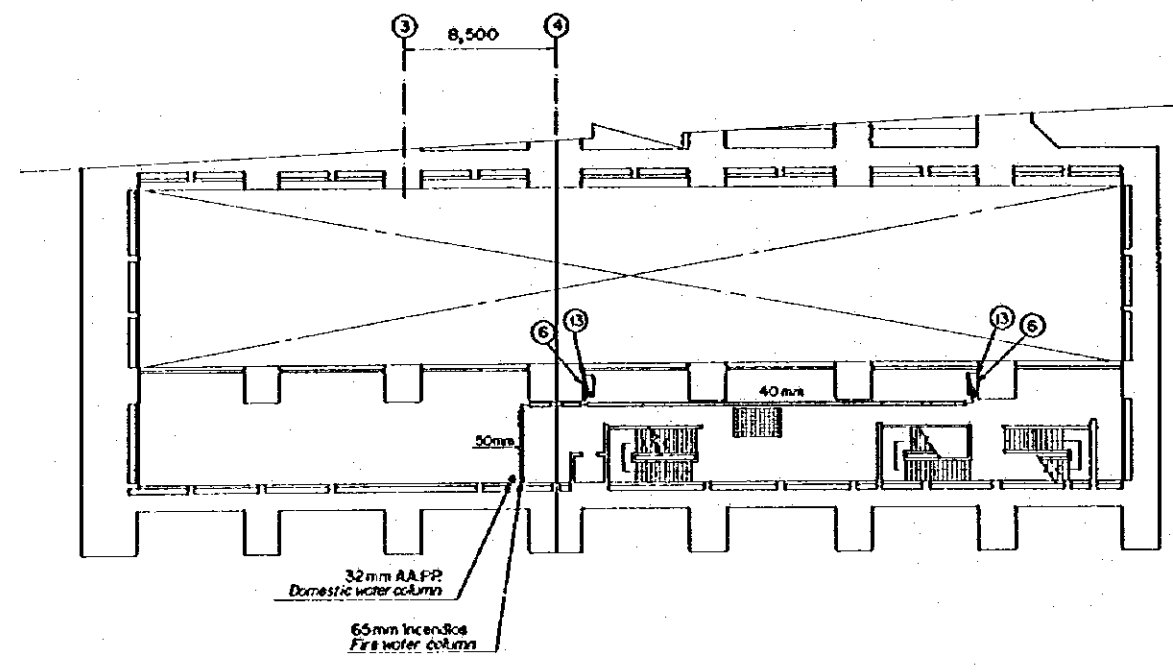 3
4
8,500
6
13
13
6
40mm
50mm
32mm A.A.P.P.
Domestic water column
65mm Incendios
Fire water column